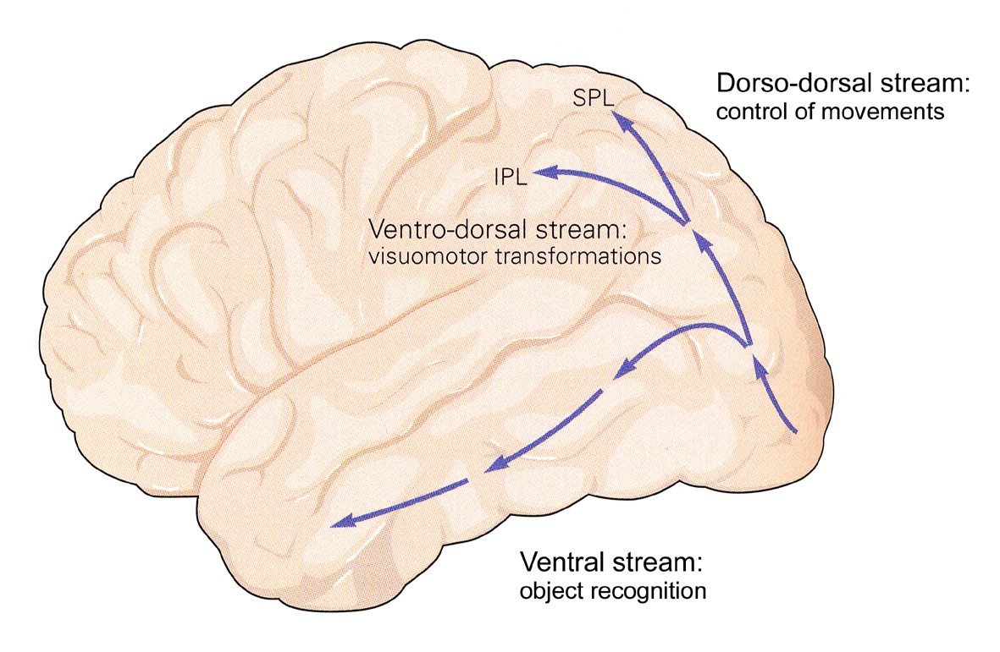 Dorso-dorsal stream:
control of movements
SPL
IPL
Ventro-dorsal stream:
visuomotor transformations
Ventral stream:
object recognition